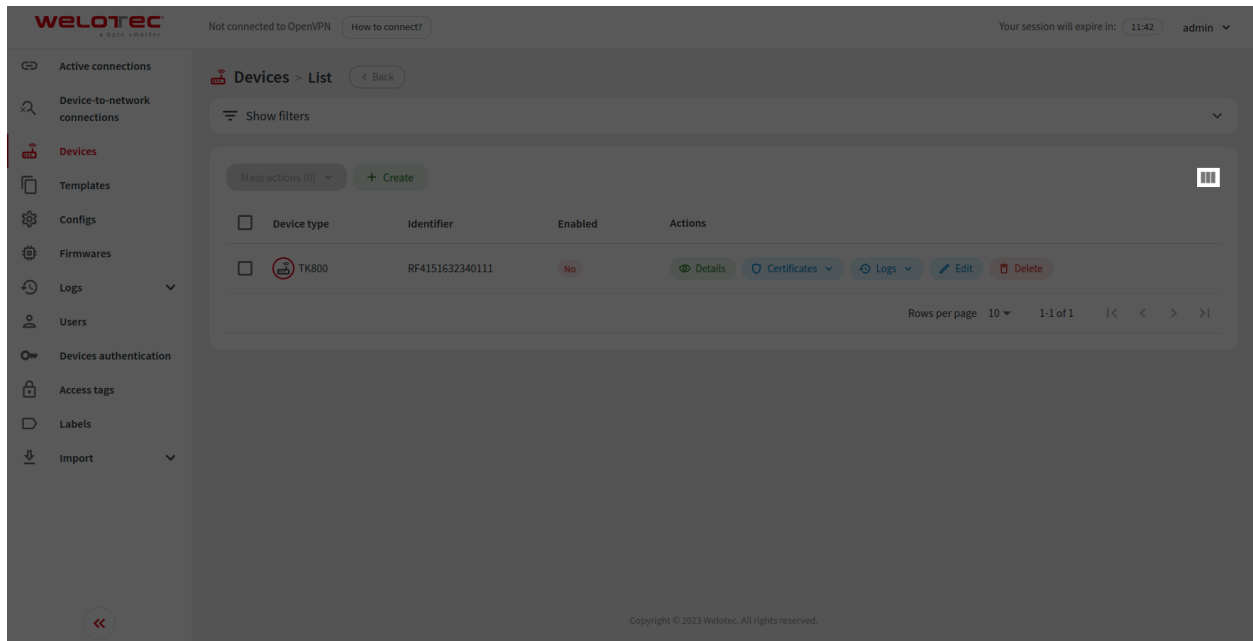 welotec
a byte smarter
Not connected to OpenVPN How to connect? Your session will expire in: 11:42 admin
Active connections
Device-to-network
connections
Devices
Templates
Configs
Firmwares
Logs
Users
Devices authentication
Access tags
Labels
Import
Devices > List < Back
Show filters
Mass actions (0) + Create
Device type Identifier Enabled Actions
TK800 RF4151632340111 No Details Certificates Logs Edit Delete
Rows per page 10 1-1 of 1
Copyright © 2023 Welotec. All rights reserved.